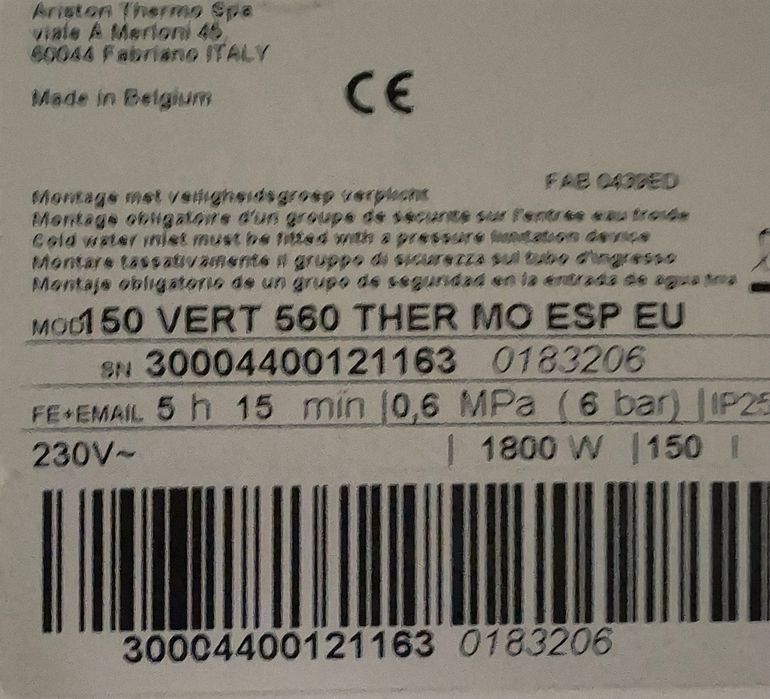 Ariston Thermo Spa
viale A Merloni 45
60044 Fabriano ITALY
Made in Belgium
CE
FAB 0439ED
Montage met veiligheidsgroep verplicht
Montage obligatoire d'un groupe de sécurité sur l'entrée eau froide
Cold water inlet must be fitted with a pressure limitation device
Montare tassativamente il gruppo di sicurezza sul tubo d'ingresso
Montaje obligatorio de un grupo de seguridad en la entrada de agua fria
MOD 150 VERT 560 THER MO ESP EU
SN 30004400121163 0183206
FE+EMAIL 5 h 15 min |0,6 MPa ( 6 bar) |IP25
230V~ | 1800 W |150 l
30004400121163 0183206